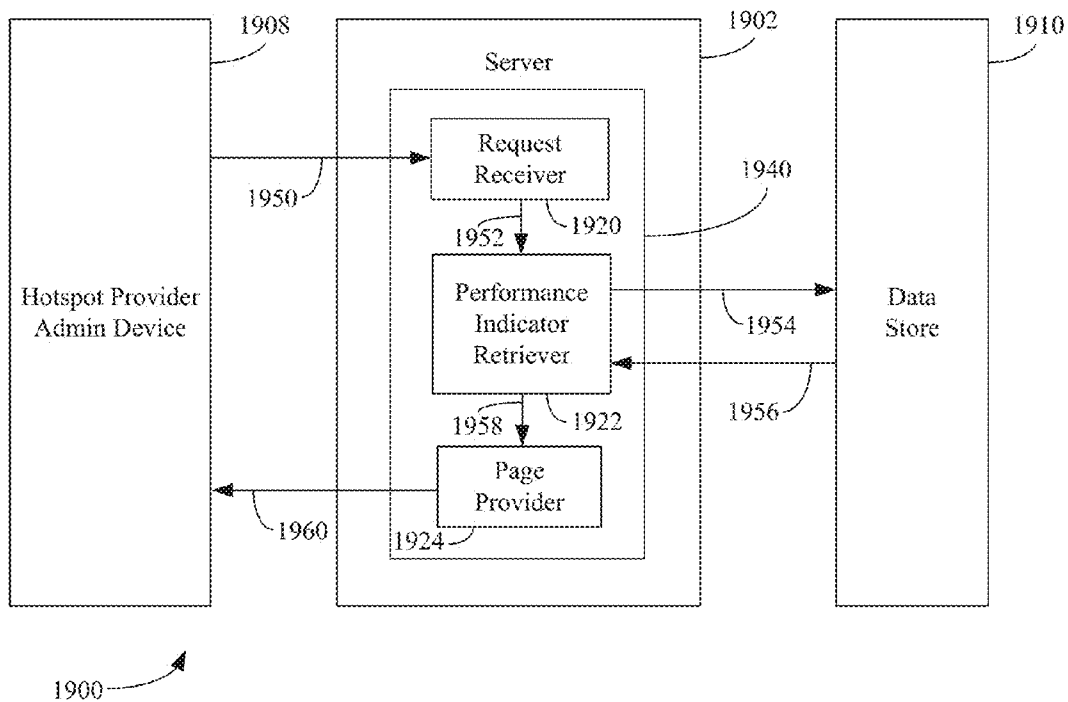 1908
1902
1910
Server
Request
Receiver
1950
1952
1920
1940
Hotspot Provider
Admin Device
Performance
Indicator
Retriever
1954
Data
Store
1956
1958
1922
Page
Provider
1960
1924
1900